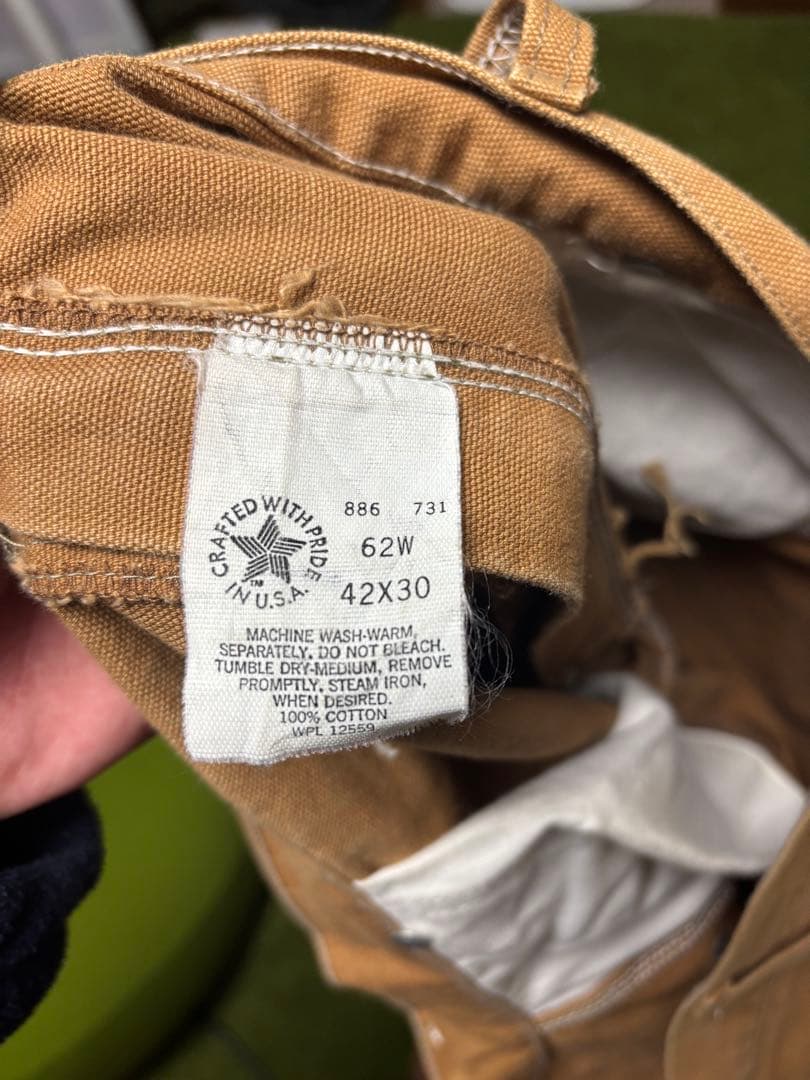 CRAFTED WITH PRIDE
IN U.S.A.
TM
886 731
62W
42X30
MACHINE WASH-WARM,
SEPARATELY. DO NOT BLEACH.
TUMBLE DRY-MEDIUM, REMOVE
PROMPTLY. STEAM IRON,
WHEN DESIRED.
100% COTTON
WPL 12559